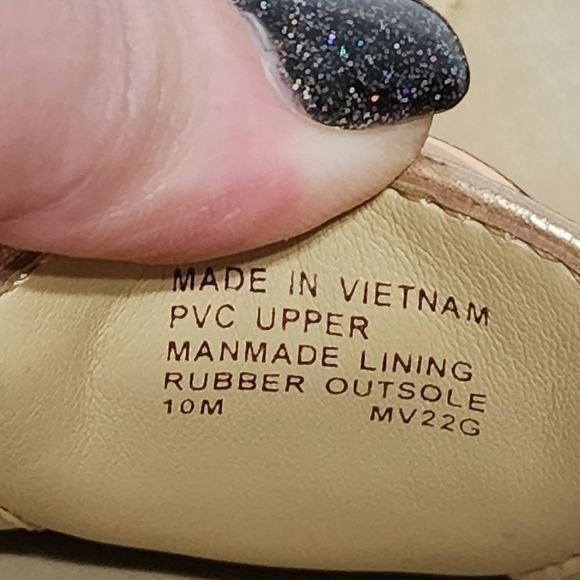 MADE IN VIETNAM
PVC UPPER
MANMADE LINING
RUBBER OUTSOLE
10M MV22G